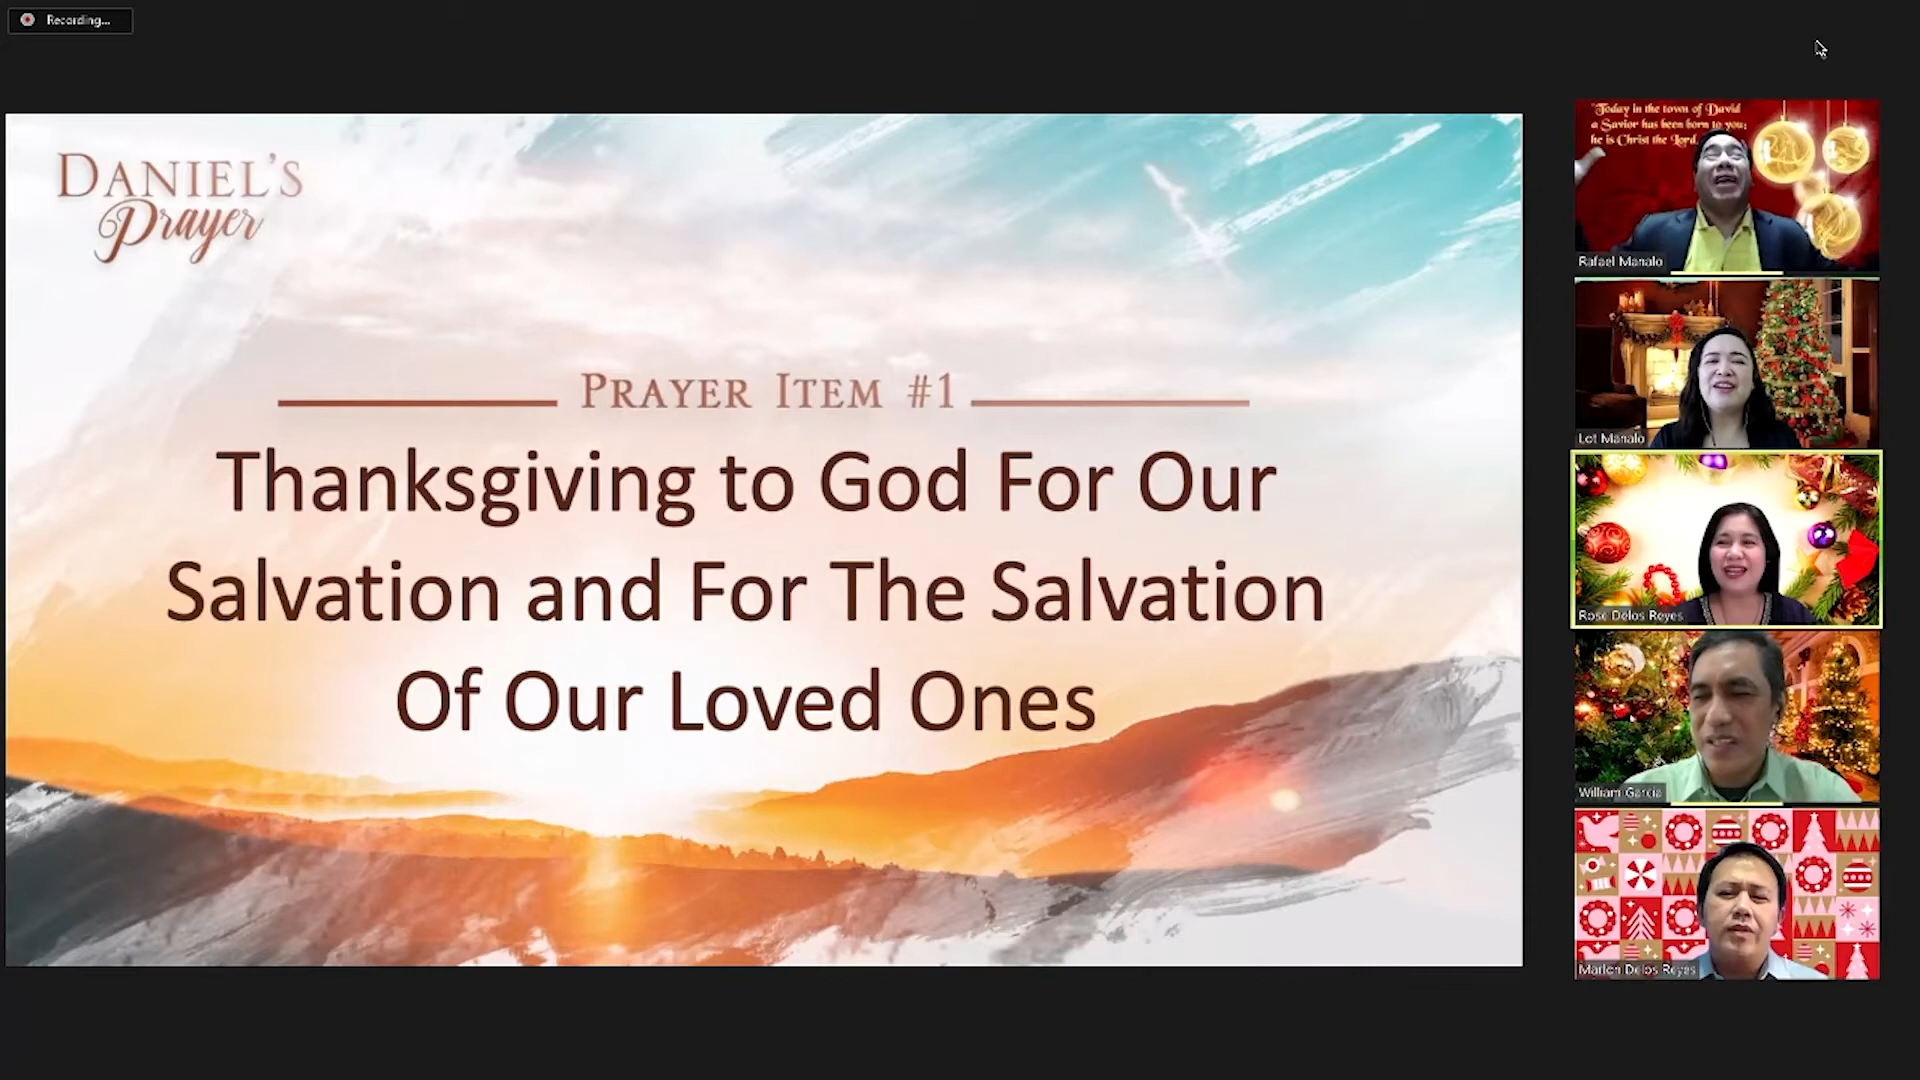 Recording...
DANIEL'S
Prayer
PRAYER ITEM #1
Thanksgiving to God For Our
Salvation and For The Salvation
Of Our Loved Ones
"Today in the town of David
a Savior has been born to you;
he is Christ the Lord.
Rafael Manalo
Lot Manalo
Rose Delos Reyes
William Garcia
Marlon Delos Reyes